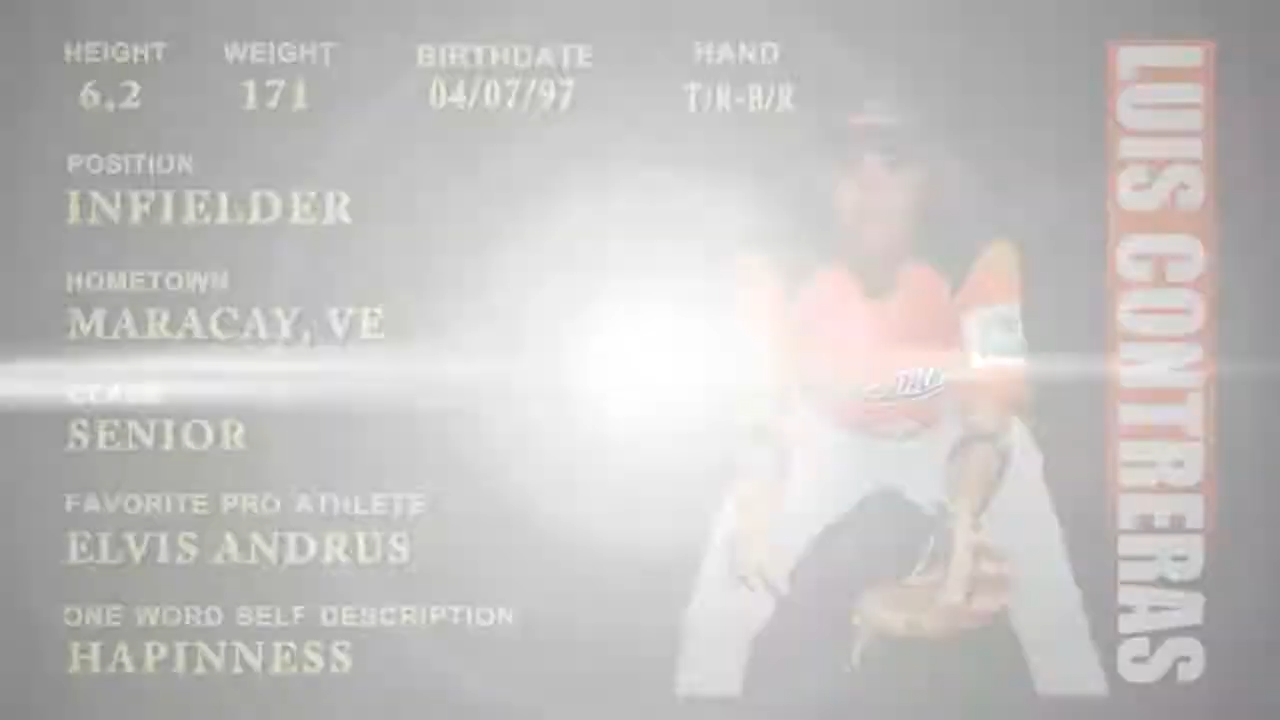 HEIGHT WEIGHT BIRTHDATE HAND
6,2 171 04/07/97 T/R-B/R
POSITION
INFIELDER
HOMETOWN
MARACAY, VE
CLASS
SENIOR
FAVORITE PRO ATHLETE
ELVIS ANDRUS
ONE WORD SELF DESCRIPTION
HAPINNESS
LUIS CONTRERAS